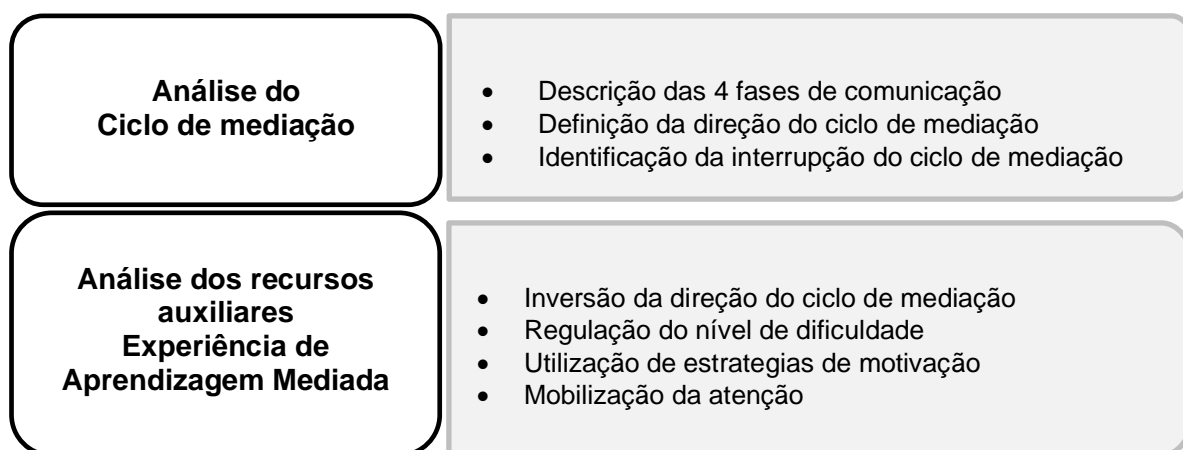 Análise do
Ciclo de mediação
• Descrição das 4 fases de comunicação
• Definição da direção do ciclo de mediação
• Identificação da interrupção do ciclo de mediação
Análise dos recursos
auxiliares
Experiência de
Aprendizagem Mediada
• Inversão da direção do ciclo de mediação
• Regulação do nível de dificuldade
• Utilização de estrategias de motivação
• Mobilização da atenção